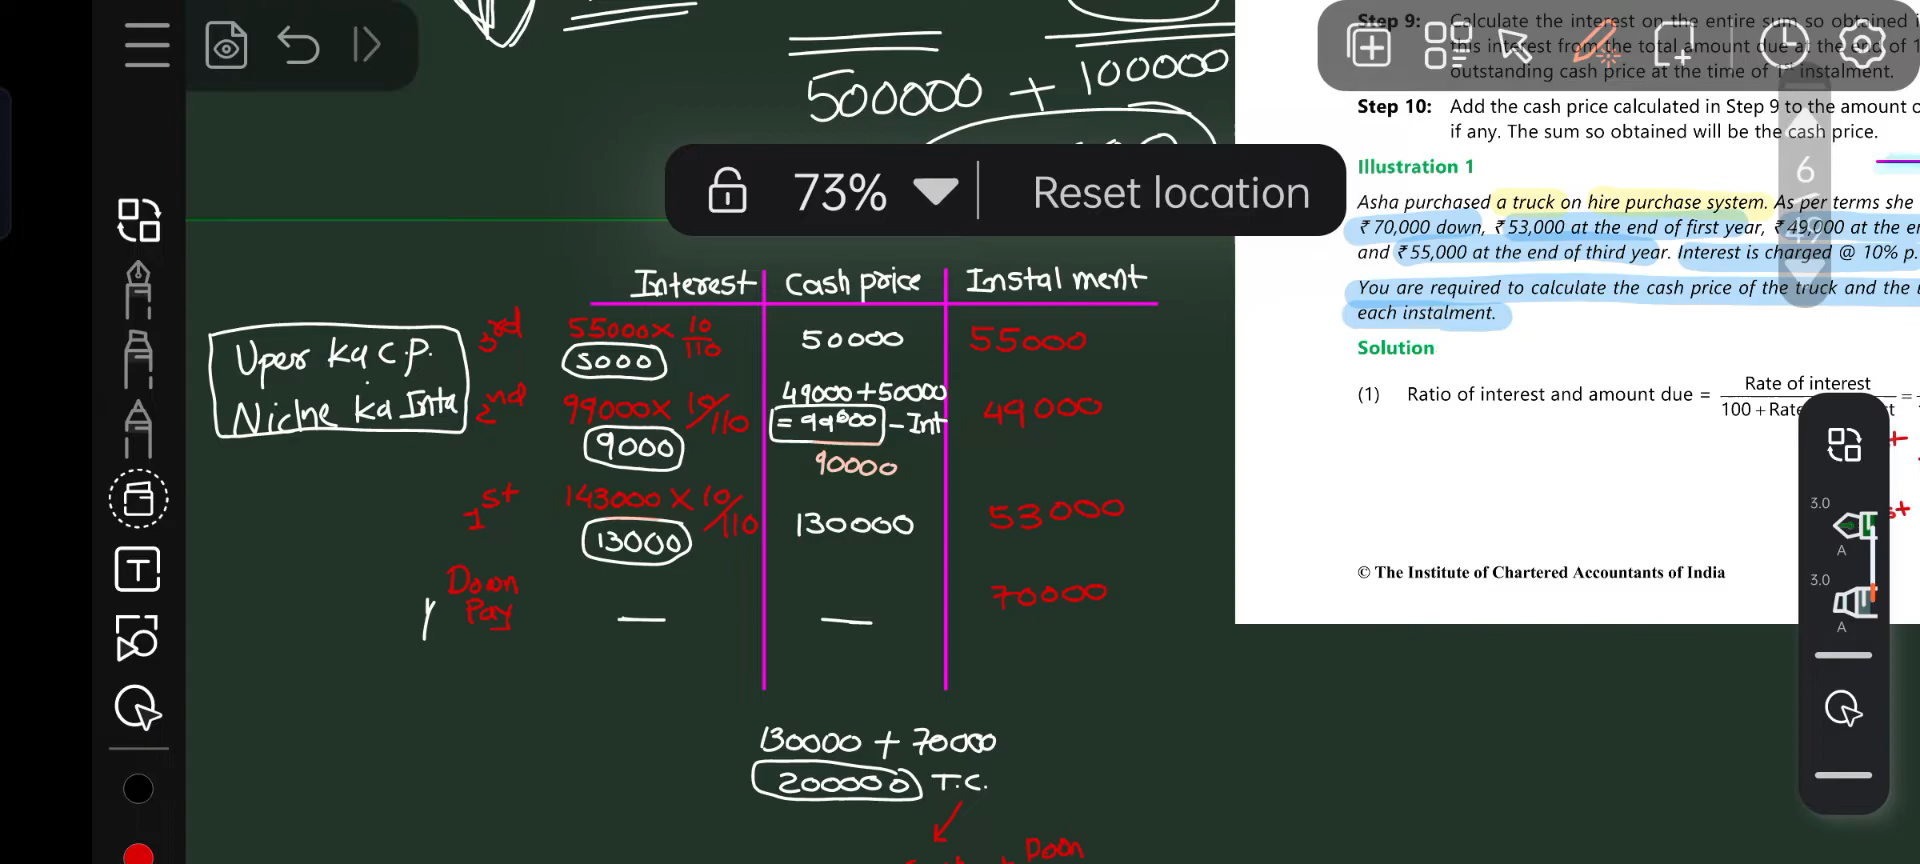 500000 + 100000
73%
Reset location
Interest
Cash price
Instalment
3rd
55000 × 10/110
5000
50000
55000
Uper ka C.P.
Niche ka Inta
2nd
99000 × 10/110
9000
49000+50000
= 99000 - Int
90000
49000
1st
143000 × 10/110
13000
130000
53000
Down
Pay
—
—
70000
130000 + 70000
200000 T.C.
Down
Step 9: Calculate the interest on the entire sum so obtained
this interest from the total amount due at the end of 1
outstanding cash price at the time of 1st instalment.
Step 10: Add the cash price calculated in Step 9 to the amount
if any. The sum so obtained will be the cash price.
Illustration 1
Asha purchased a truck on hire purchase system. As per terms she
₹ 70,000 down, ₹ 53,000 at the end of first year, ₹ 49,000 at the
and ₹ 55,000 at the end of third year. Interest is charged @ 10% p.
You are required to calculate the cash price of the truck and the
each instalment.
Solution
(1) Ratio of interest and amount due = Rate of interest
100 +
=
© The Institute of Chartered Accountants of India
6
3.0
A
3.0
A
T